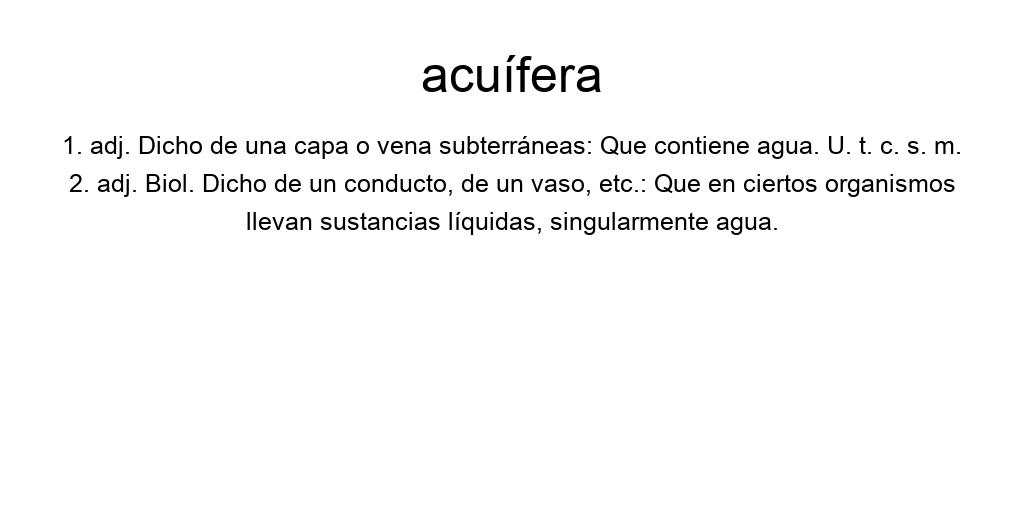 acuífera
1. adj. Dicho de una capa o vena subterráneas: Que contiene agua. U. t. c. s. m.
2. adj. Biol. Dicho de un conducto, de un vaso, etc.: Que en ciertos organismos
llevan sustancias líquidas, singularmente agua.